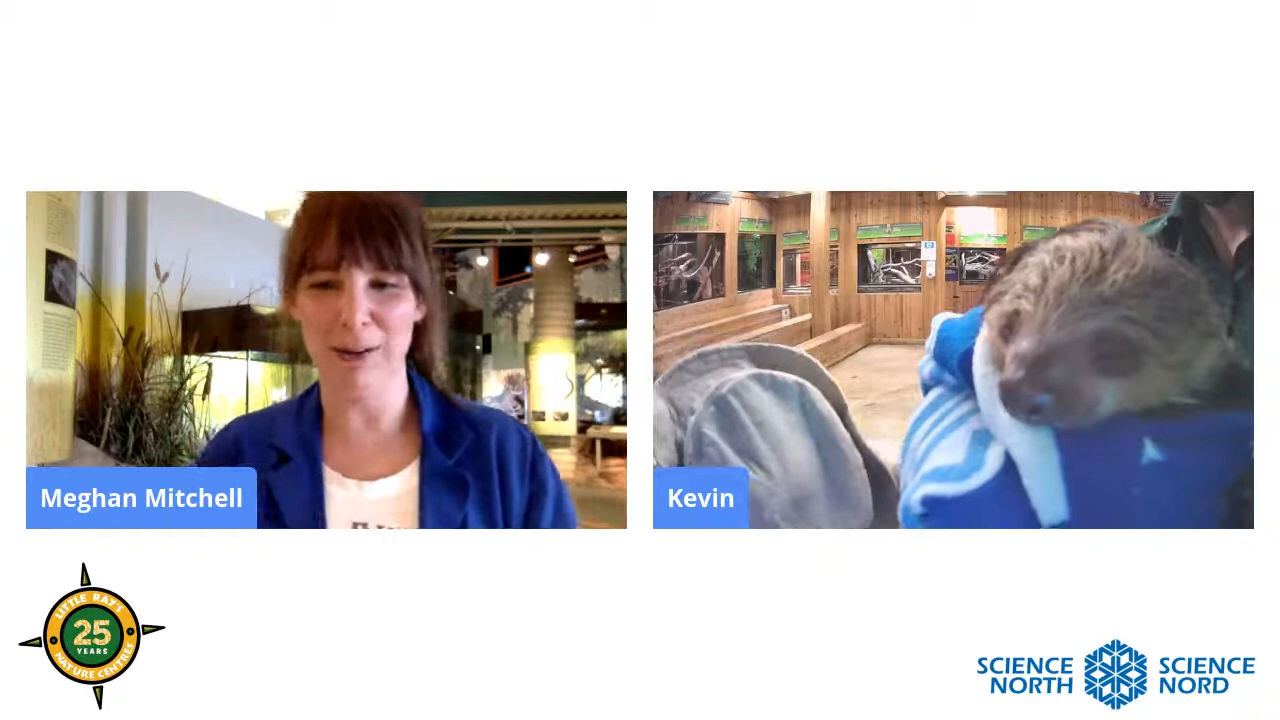 Meghan Mitchell
Kevin
LITTLE RAY'S
25
YEARS
NATURE CENTRES
SCIENCE NORTH
SCIENCE NORD